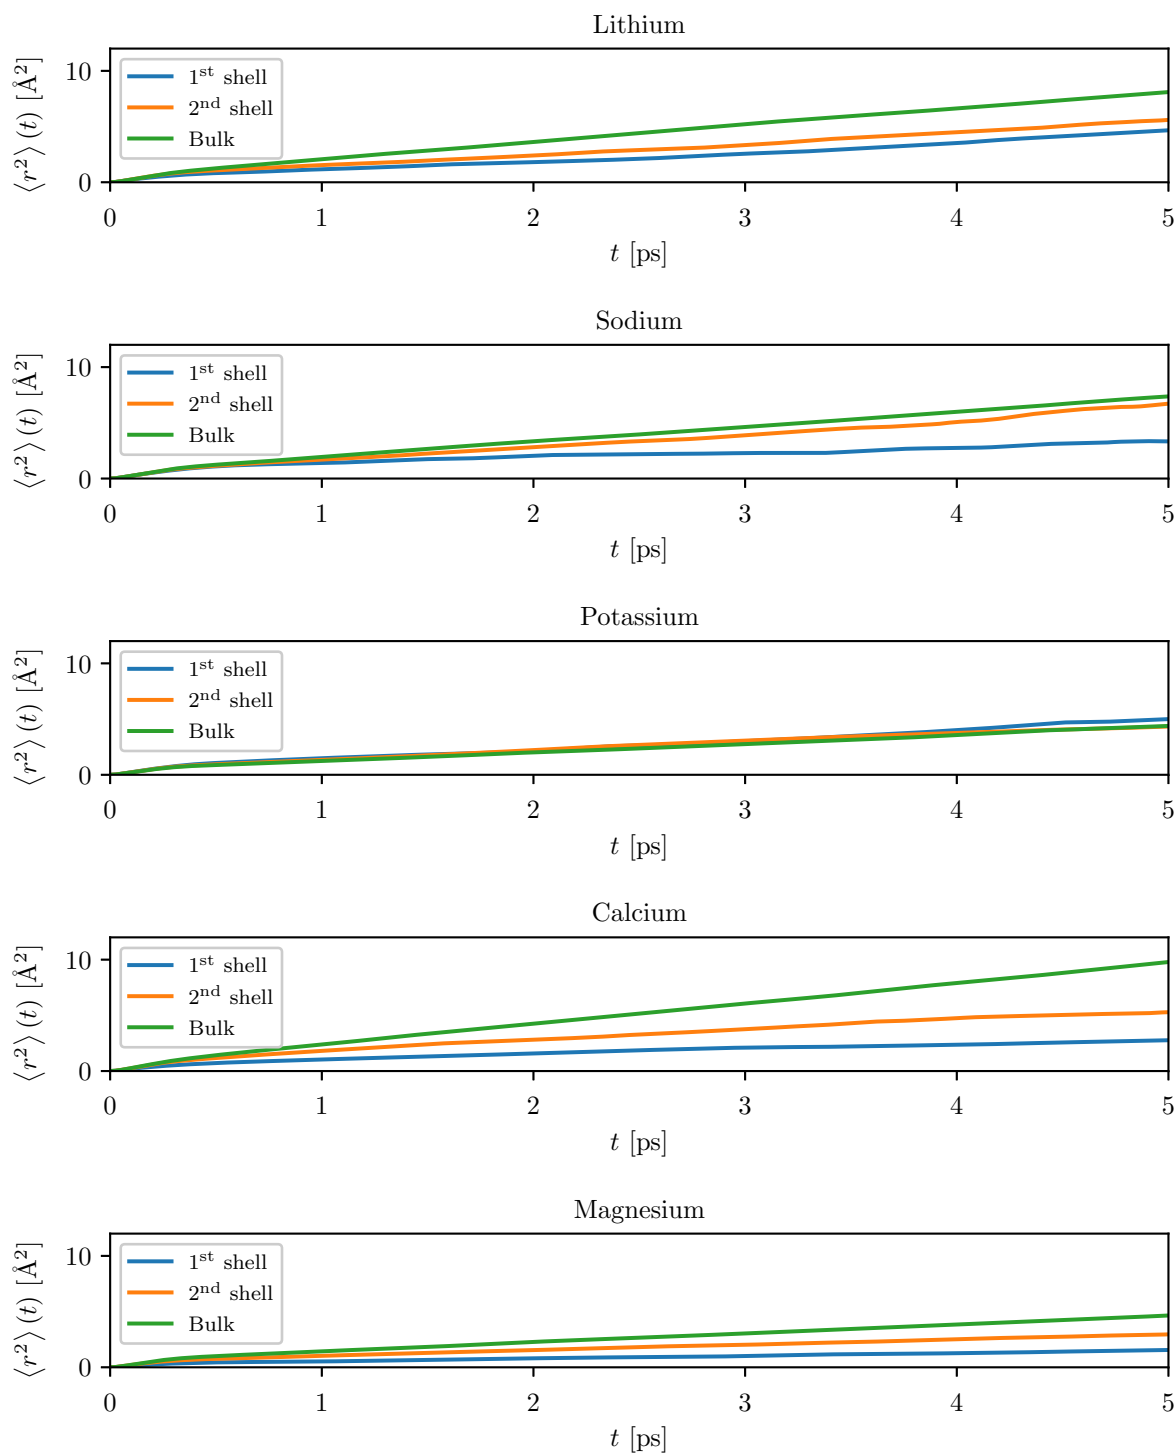 Lithium
⟨r²⟩(t) [Å²]
10
0
1st shell
2nd shell
Bulk
0 1 2 3 4 5
t [ps]
Sodium
⟨r²⟩(t) [Å²]
10
0
1st shell
2nd shell
Bulk
0 1 2 3 4 5
t [ps]
Potassium
⟨r²⟩(t) [Å²]
10
0
1st shell
2nd shell
Bulk
0 1 2 3 4 5
t [ps]
Calcium
⟨r²⟩(t) [Å²]
10
0
1st shell
2nd shell
Bulk
0 1 2 3 4 5
t [ps]
Magnesium
⟨r²⟩(t) [Å²]
10
0
1st shell
2nd shell
Bulk
0 1 2 3 4 5
t [ps]